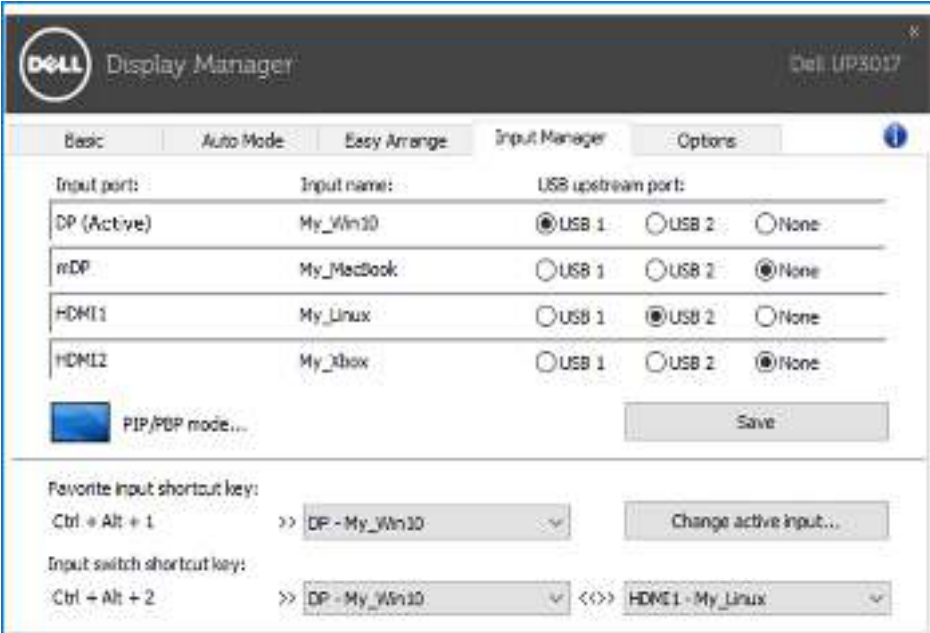 DELL Display Manager
Dell UP3017
Basic Auto Mode Easy Arrange Input Manager Options
Input port: Input name: USB upstream port:
DP (Active) My_Win10 USB 1 USB 2 None
mDP My_MacBook USB 1 USB 2 None
HDMI1 My_Linux USB 1 USB 2 None
HDMI2 My_Xbox USB 1 USB 2 None
PIP/PBP mode... Save
Favorite input shortcut key:
Ctrl + Alt + 1 >> DP - My_Win10 Change active input...
Input switch shortcut key:
Ctrl + Alt + 2 >> DP - My_Win10 <<>> HDMI1 - My_Linux